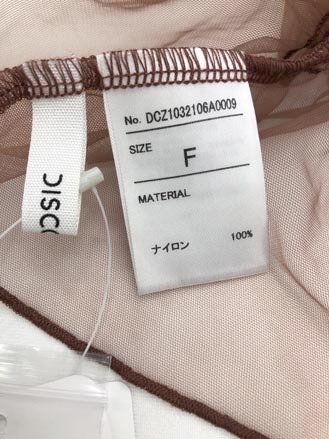 DISCO
No. DCZ1032106A0009
SIZE
F
MATERIAL
ナイロン 100%